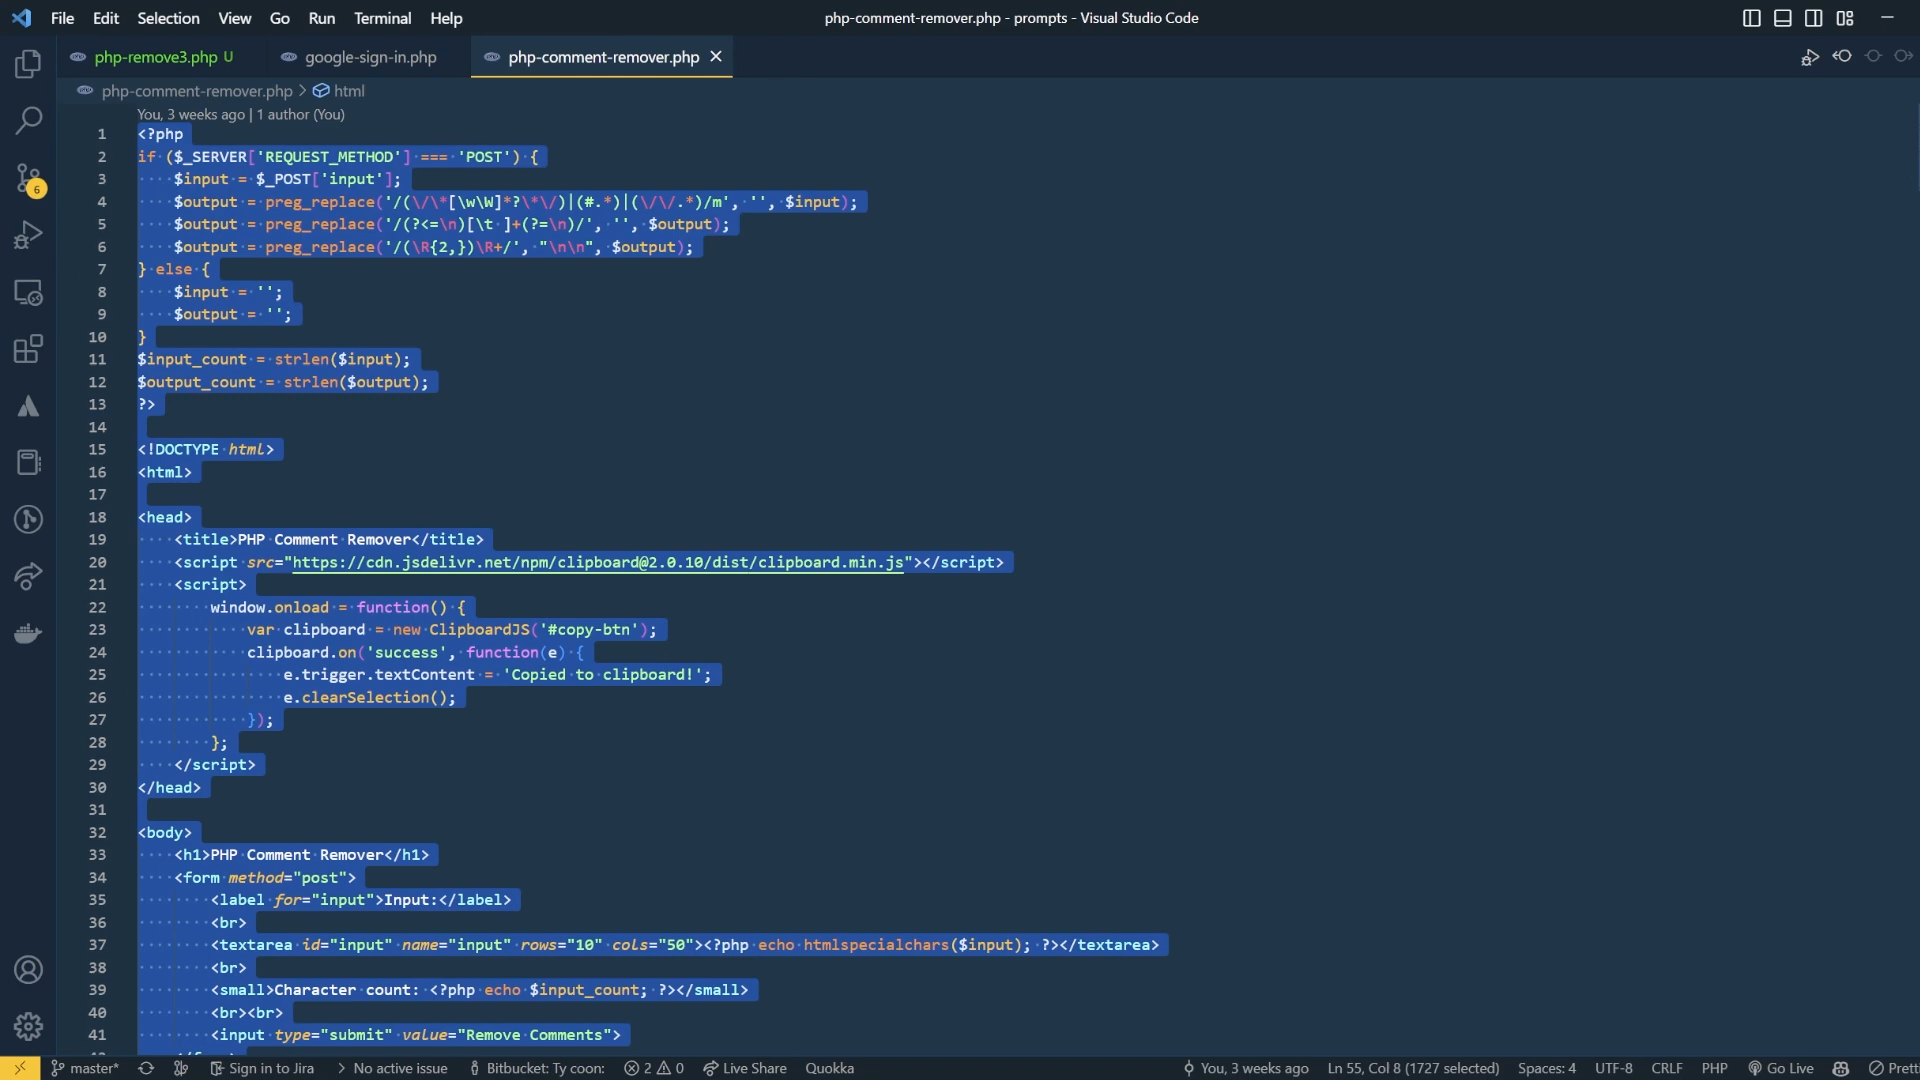 File Edit Selection View Go Run Terminal Help
php-comment-remover.php - prompts - Visual Studio Code
php-remove3.php U
google-sign-in.php
php-comment-remover.php
php-comment-remover.php > html
You, 3 weeks ago | 1 author (You)
1 <?php
2 if ($_SERVER['REQUEST_METHOD'] === 'POST') {
3     $input = $_POST['input'];
4     $output = preg_replace('/(\/\*[\w\W]*?\*\/)|(#.*)|(\/\/.*)/m', '', $input);
5     $output = preg_replace('/(?<=\n)[\t ]+(?=\n)/', '', $output);
6     $output = preg_replace('/(\R{2,})\R+/', "\n\n", $output);
7 } else {
8     $input = '';
9     $output = '';
10 }
11 $input_count = strlen($input);
12 $output_count = strlen($output);
13 ?>
14
15 <!DOCTYPE html>
16 <html>
17
18 <head>
19     <title>PHP Comment Remover</title>
20     <script src="https://cdn.jsdelivr.net/npm/clipboard@2.0.10/dist/clipboard.min.js"></script>
21     <script>
22         window.onload = function() {
23             var clipboard = new ClipboardJS('#copy-btn');
24             clipboard.on('success', function(e) {
25                 e.trigger.textContent = 'Copied to clipboard!';
26                 e.clearSelection();
27             });
28         };
29     </script>
30 </head>
31
32 <body>
33     <h1>PHP Comment Remover</h1>
34     <form method="post">
35         <label for="input">Input:</label>
36         <br>
37         <textarea id="input" name="input" rows="10" cols="50"><?php echo htmlspecialchars($input); ?></textarea>
38         <br>
39         <small>Character count: <?php echo $input_count; ?></small>
40         <br><br>
41         <input type="submit" value="Remove Comments">
6
master* Sign in to Jira > No active issue Bitbucket: Ty coon: 2 0 Live Share Quokka
You, 3 weeks ago Ln 55, Col 8 (1727 selected) Spaces: 4 UTF-8 CRLF PHP Go Live Prett